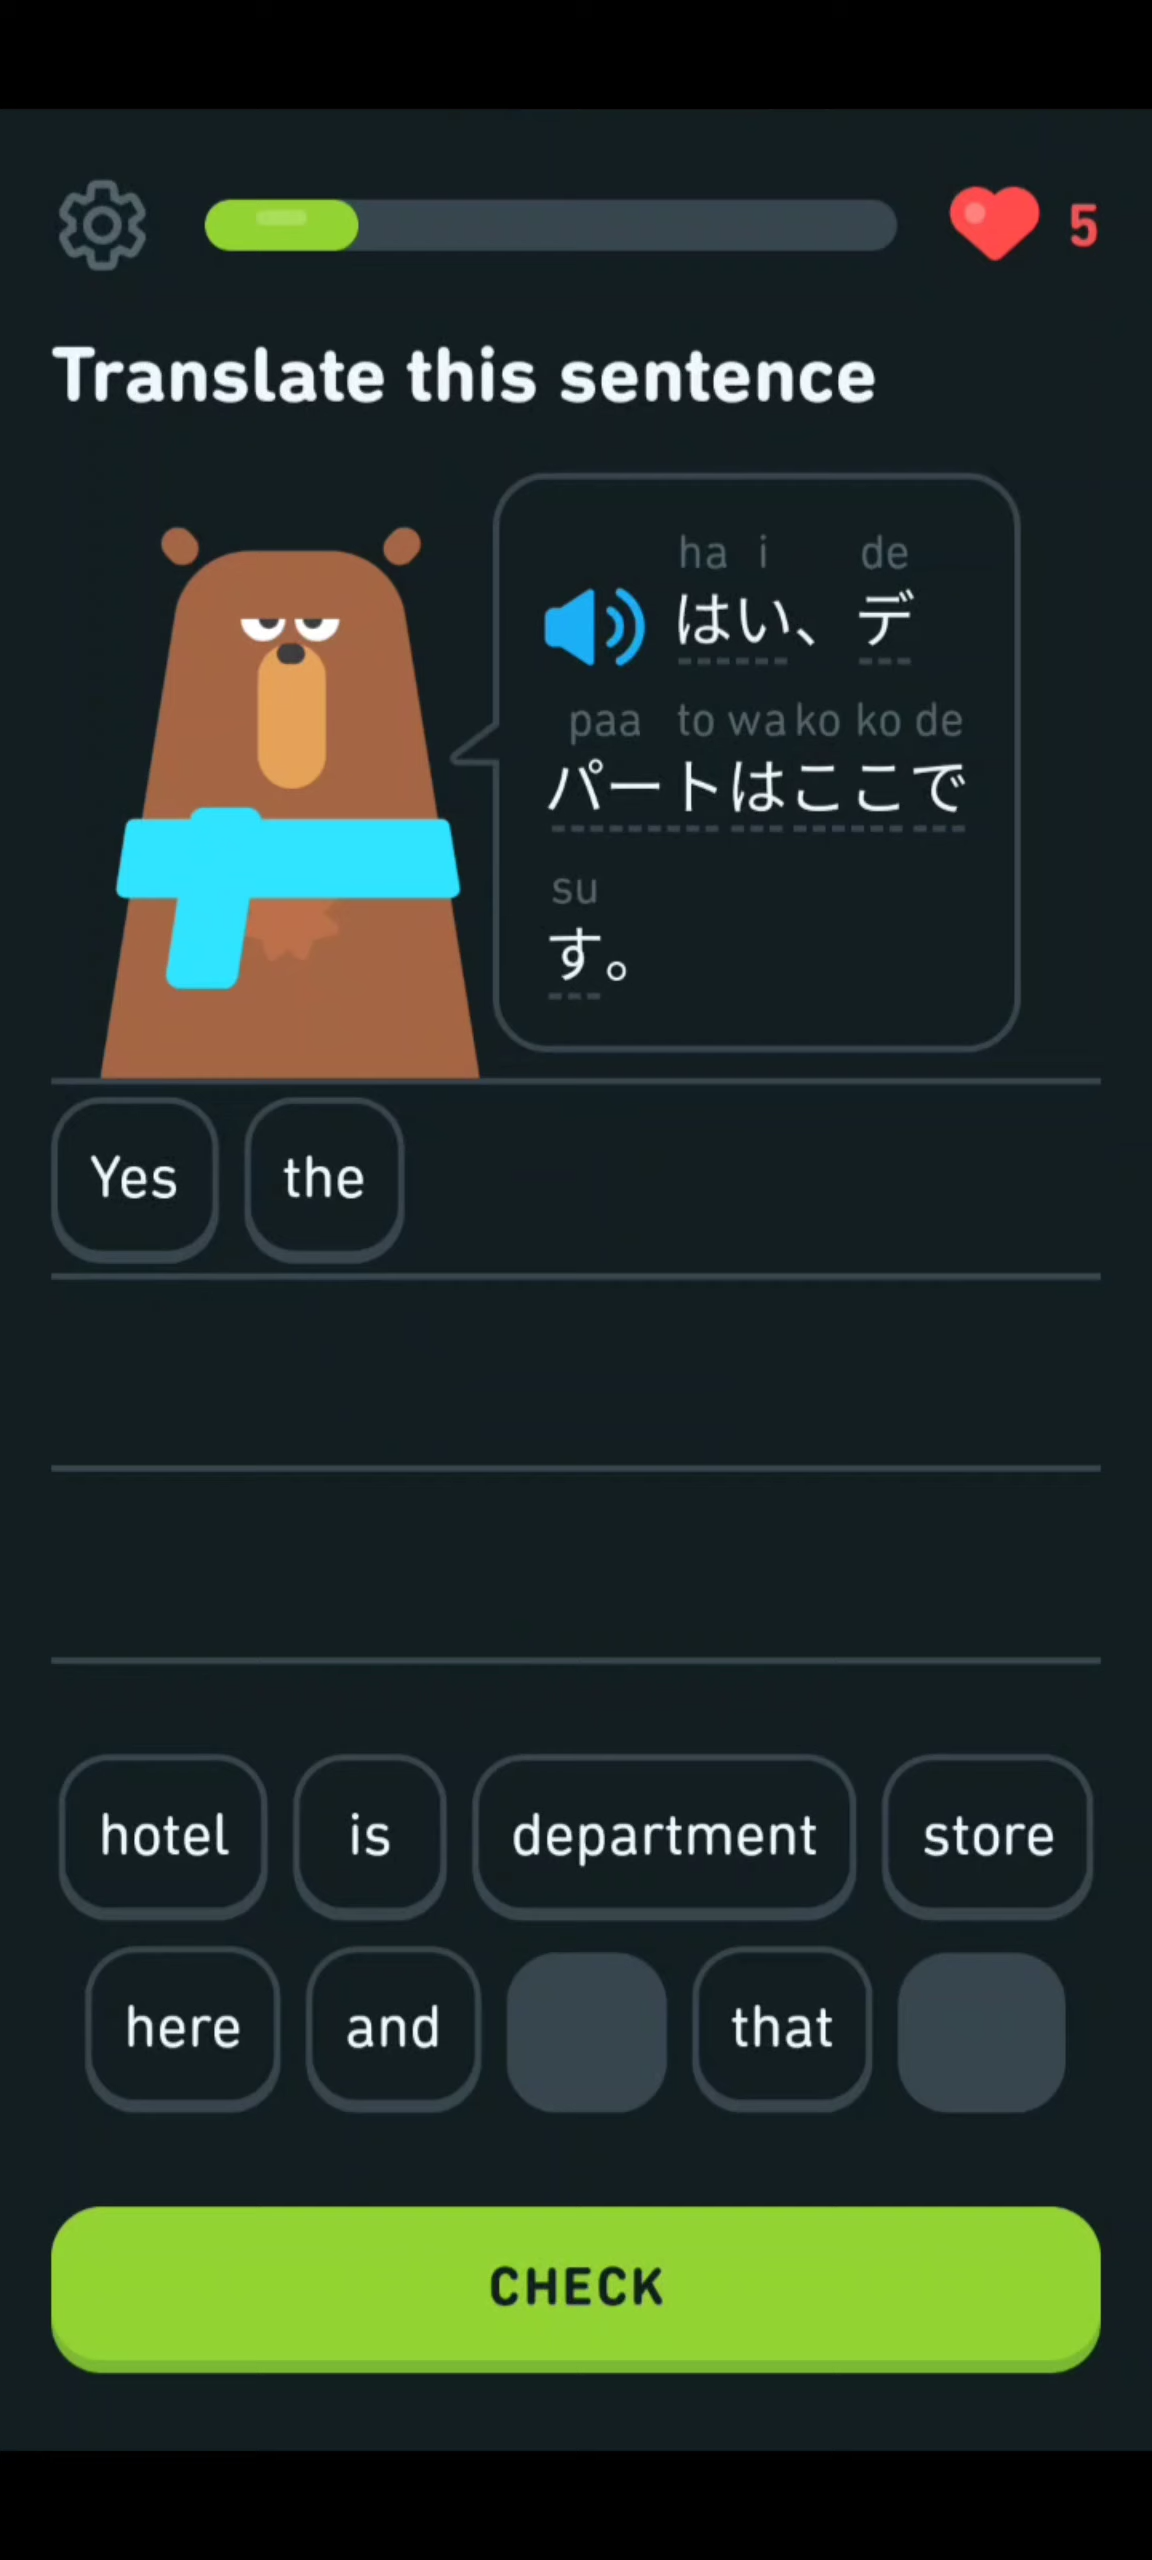 5
Translate this sentence
ha i de
はい、デ
paa to wa ko ko de
パートはここで
su
す。
Yes the
hotel is department store
here and that
CHECK